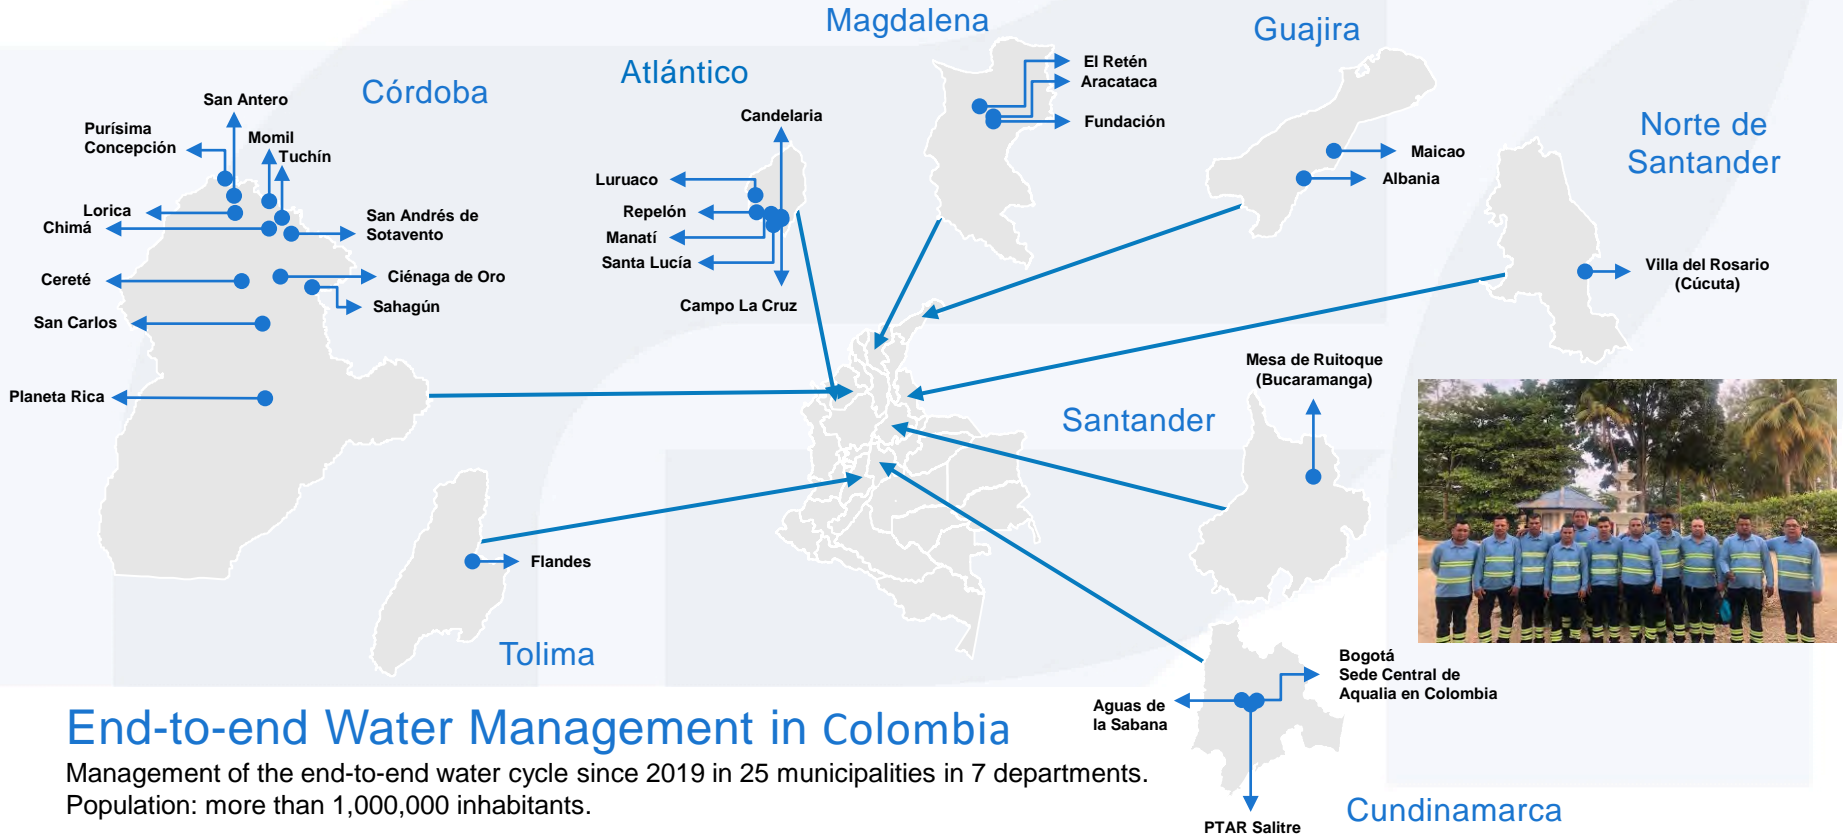 Magdalena
Guajira
Atlántico
Córdoba
Norte de
Santander
El Retén
Aracataca
Fundación
San Antero
Purísima
Concepción
Momil
Tuchín
Candelaria
Maicao
Albania
Luruaco
Lorica
Chimá
San Andrés de
Sotavento
Repelón
Manatí
Santa Lucía
Cereté
Ciénaga de Oro
Sahagún
Campo La Cruz
Villa del Rosario
(Cúcuta)
San Carlos
Planeta Rica
Mesa de Ruitoque
(Bucaramanga)
Santander
Flandes
Tolima
Bogotá
Sede Central de
Aqualia en Colombia
Aguas de
la Sabana
PTAR Salitre
Cundinamarca
End-to-end Water Management in Colombia
Management of the end-to-end water cycle since 2019 in 25 municipalities in 7 departments.
Population: more than 1,000,000 inhabitants.